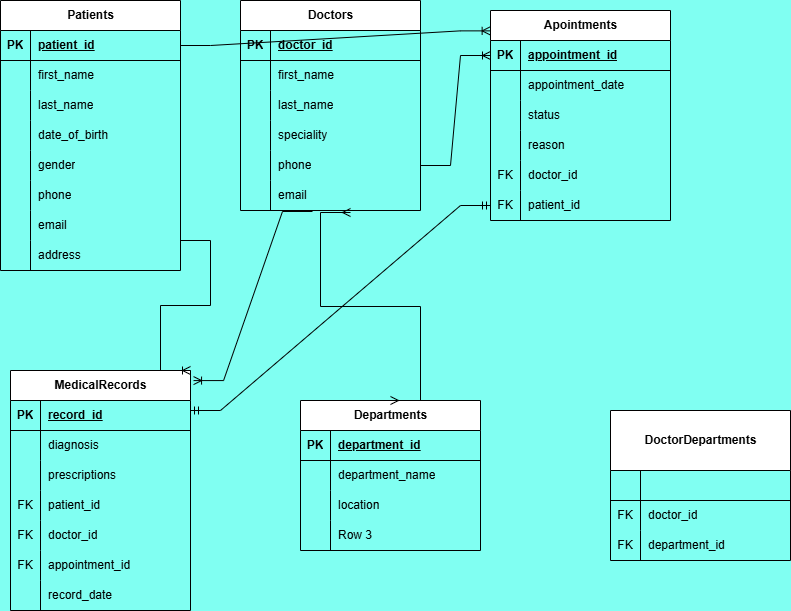 Patients
PK patient_id
first_name
last_name
date_of_birth
gender
phone
email
address
Doctors
PK doctor_id
first_name
last_name
speciality
phone
email
Apointments
PK appointment_id
appointment_date
status
reason
FK doctor_id
FK patient_id
MedicalRecords
PK record_id
diagnosis
prescriptions
FK patient_id
FK doctor_id
FK appointment_id
record_date
Departments
PK department_id
department_name
location
Row 3
DoctorDepartments
FK doctor_id
FK department_id